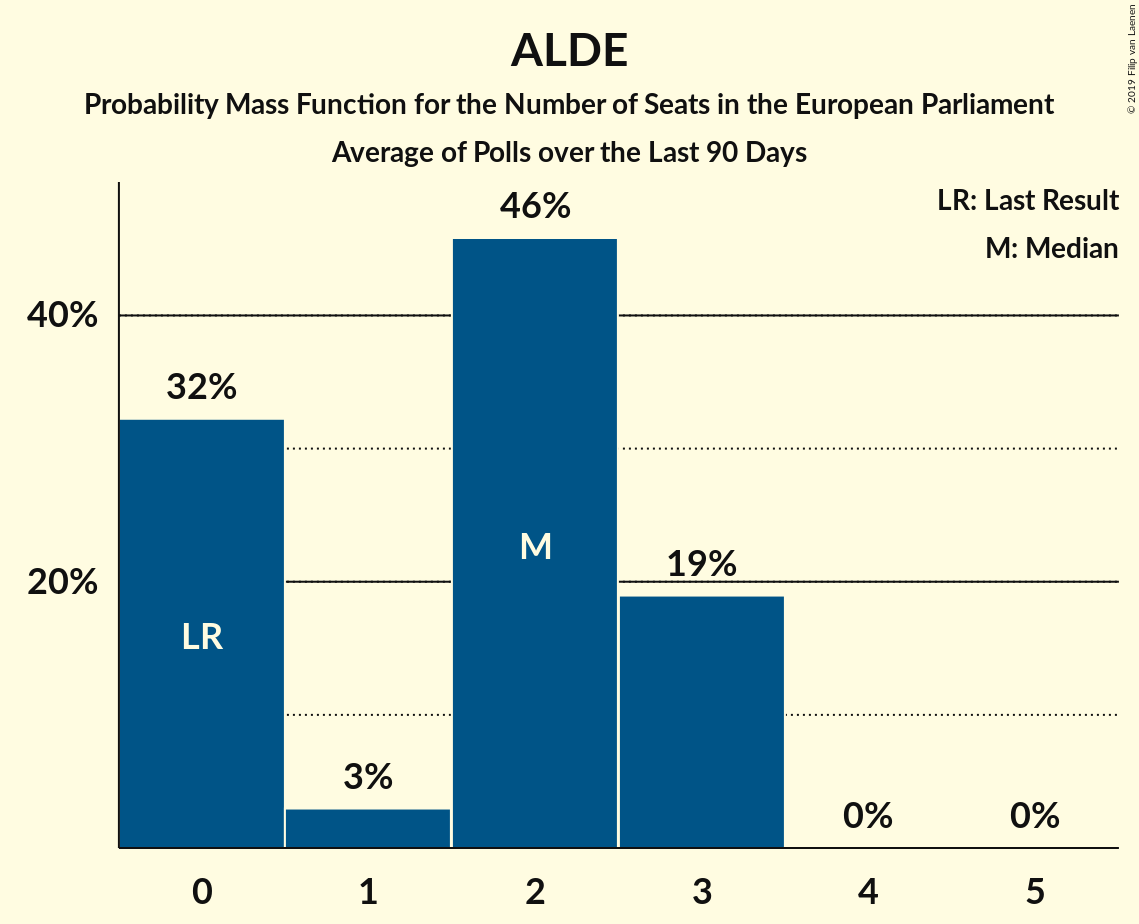 ALDE
Probability Mass Function for the Number of Seats in the European Parliament
Average of Polls over the Last 90 Days
© 2019 Filip van Laenen
LR: Last Result
M: Median
46%
40%
32%
M
20%
19%
LR
3%
0%
0%
0 1 2 3 4 5